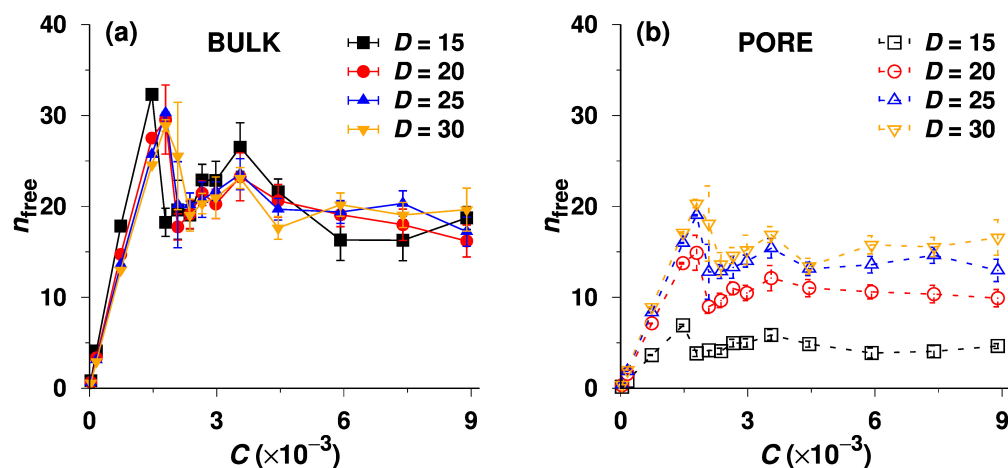 (a) BULK
D = 15
D = 20
D = 25
D = 30
40
30
20
10
0
n_free
0 3 6 9
C (×10⁻³)
(b) PORE
D = 15
D = 20
D = 25
D = 30
40
30
20
10
0
n_free
0 3 6 9
C (×10⁻³)